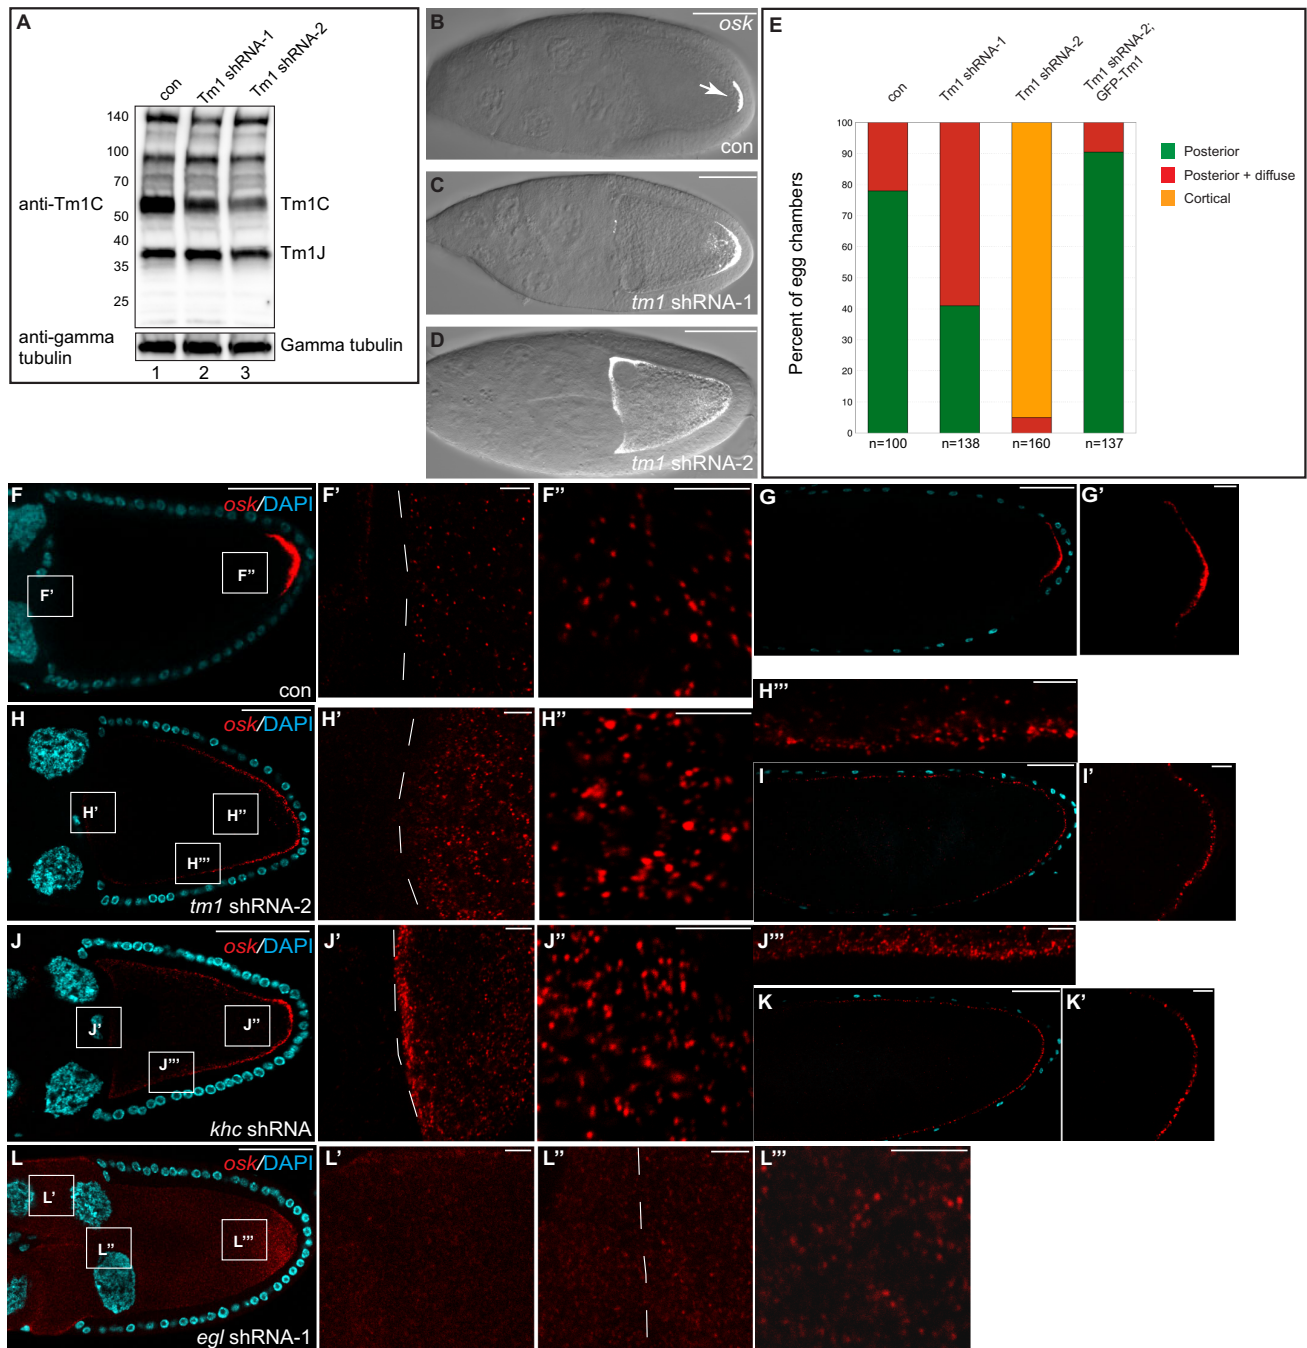 A
con
Tm1 shRNA-1
Tm1 shRNA-2
140
100
70
50
40
35
25
anti-Tm1C
Tm1C
Tm1J
anti-gamma
tubulin
Gamma tubulin
1 2 3
B
osk
con
C
tm1 shRNA-1
D
tm1 shRNA-2
E
con
Tm1 shRNA-1
Tm1 shRNA-2
Tm1 shRNA-2;
GFP-Tm1
Percent of egg chambers
100
90
80
70
60
50
40
30
20
10
0
n=100
n=138
n=160
n=137
Posterior
Posterior + diffuse
Cortical
F
osk/DAPI
F'
F''
con
F'
F''
G
G'
H
osk/DAPI
H'
H''
H'''
tm1 shRNA-2
H'
H''
H'''
I
I'
J
osk/DAPI
J'
J''
J'''
khc shRNA
J'
J''
J'''
K
K'
L
osk/DAPI
L'
L''
L'''
egl shRNA-1
L'
L''
L'''